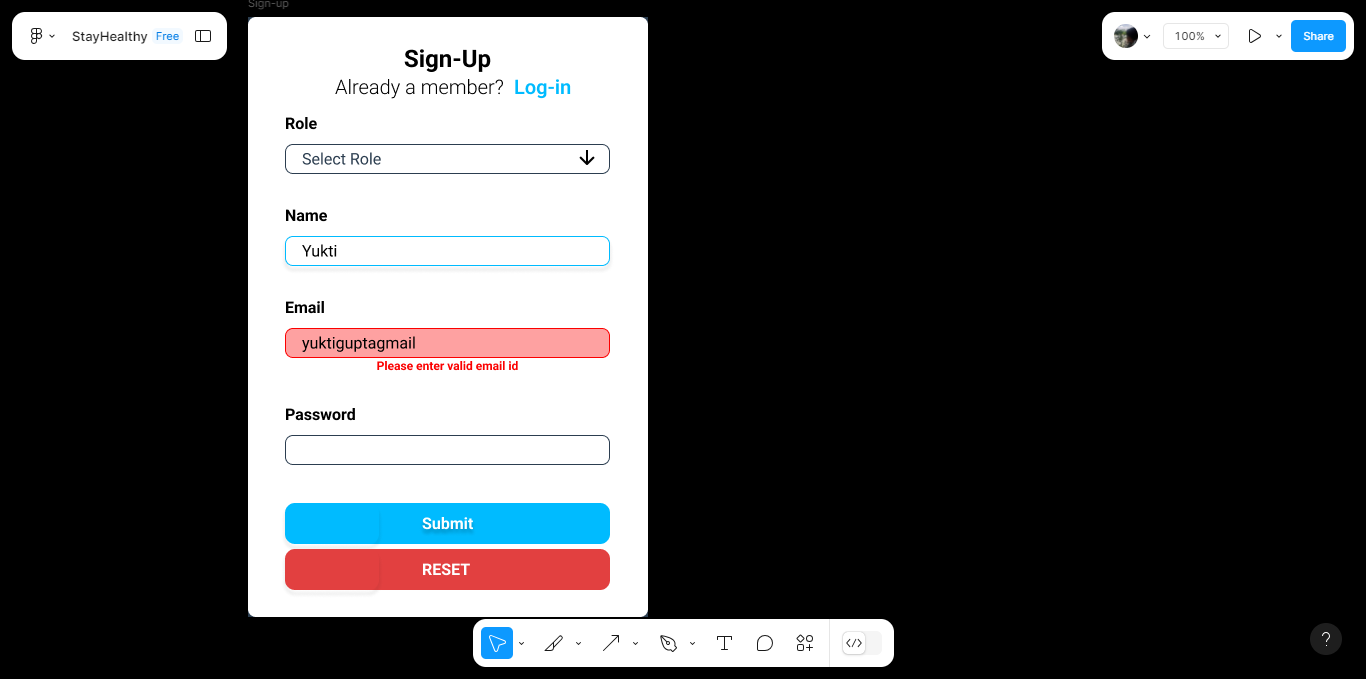 Sign-up
StayHealthy Free
100%
Share
Sign-Up
Already a member? Log-in
Role
Select Role
Name
Yukti
Email
yuktiguptagmail
Please enter valid email id
Password
Submit
RESET